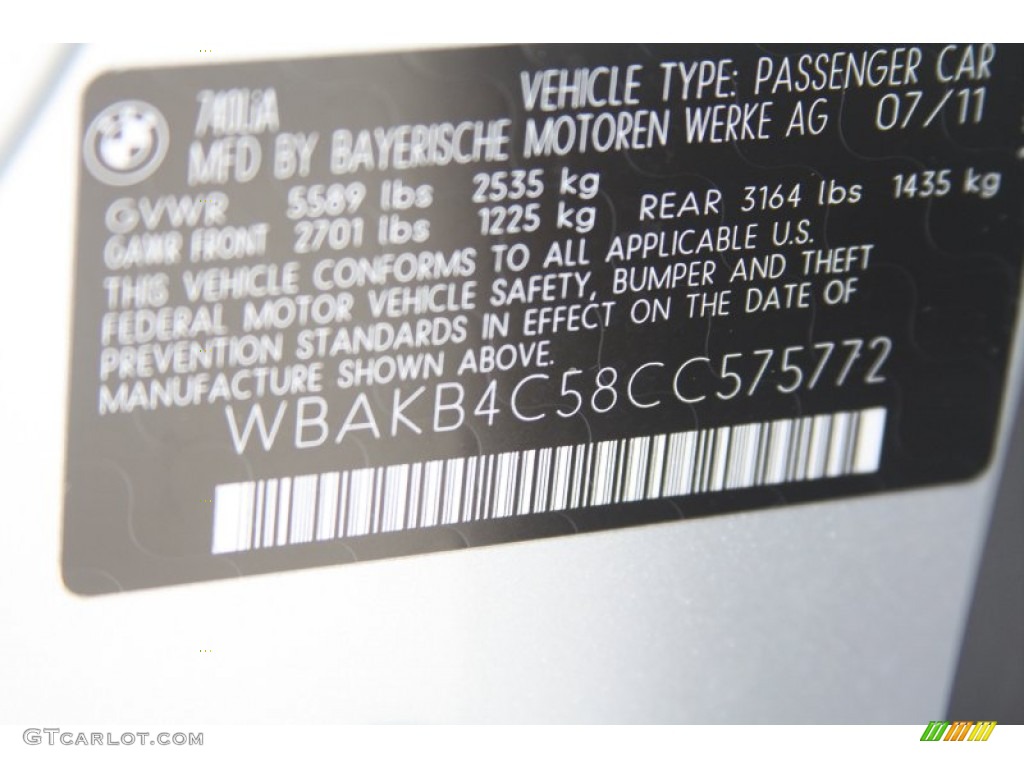 740LiA VEHICLE TYPE: PASSENGER CAR
MFD BY BAYERISCHE MOTOREN WERKE AG 07/11
GVWR 5589 lbs 2535 kg
GAWR FRONT 2701 lbs 1225 kg REAR 3164 lbs 1435 kg
THIS VEHICLE CONFORMS TO ALL APPLICABLE U.S.
FEDERAL MOTOR VEHICLE SAFETY, BUMPER AND THEFT
PREVENTION STANDARDS IN EFFECT ON THE DATE OF
MANUFACTURE SHOWN ABOVE.
WBAKB4C58CC575772
GTCARLOT.COM